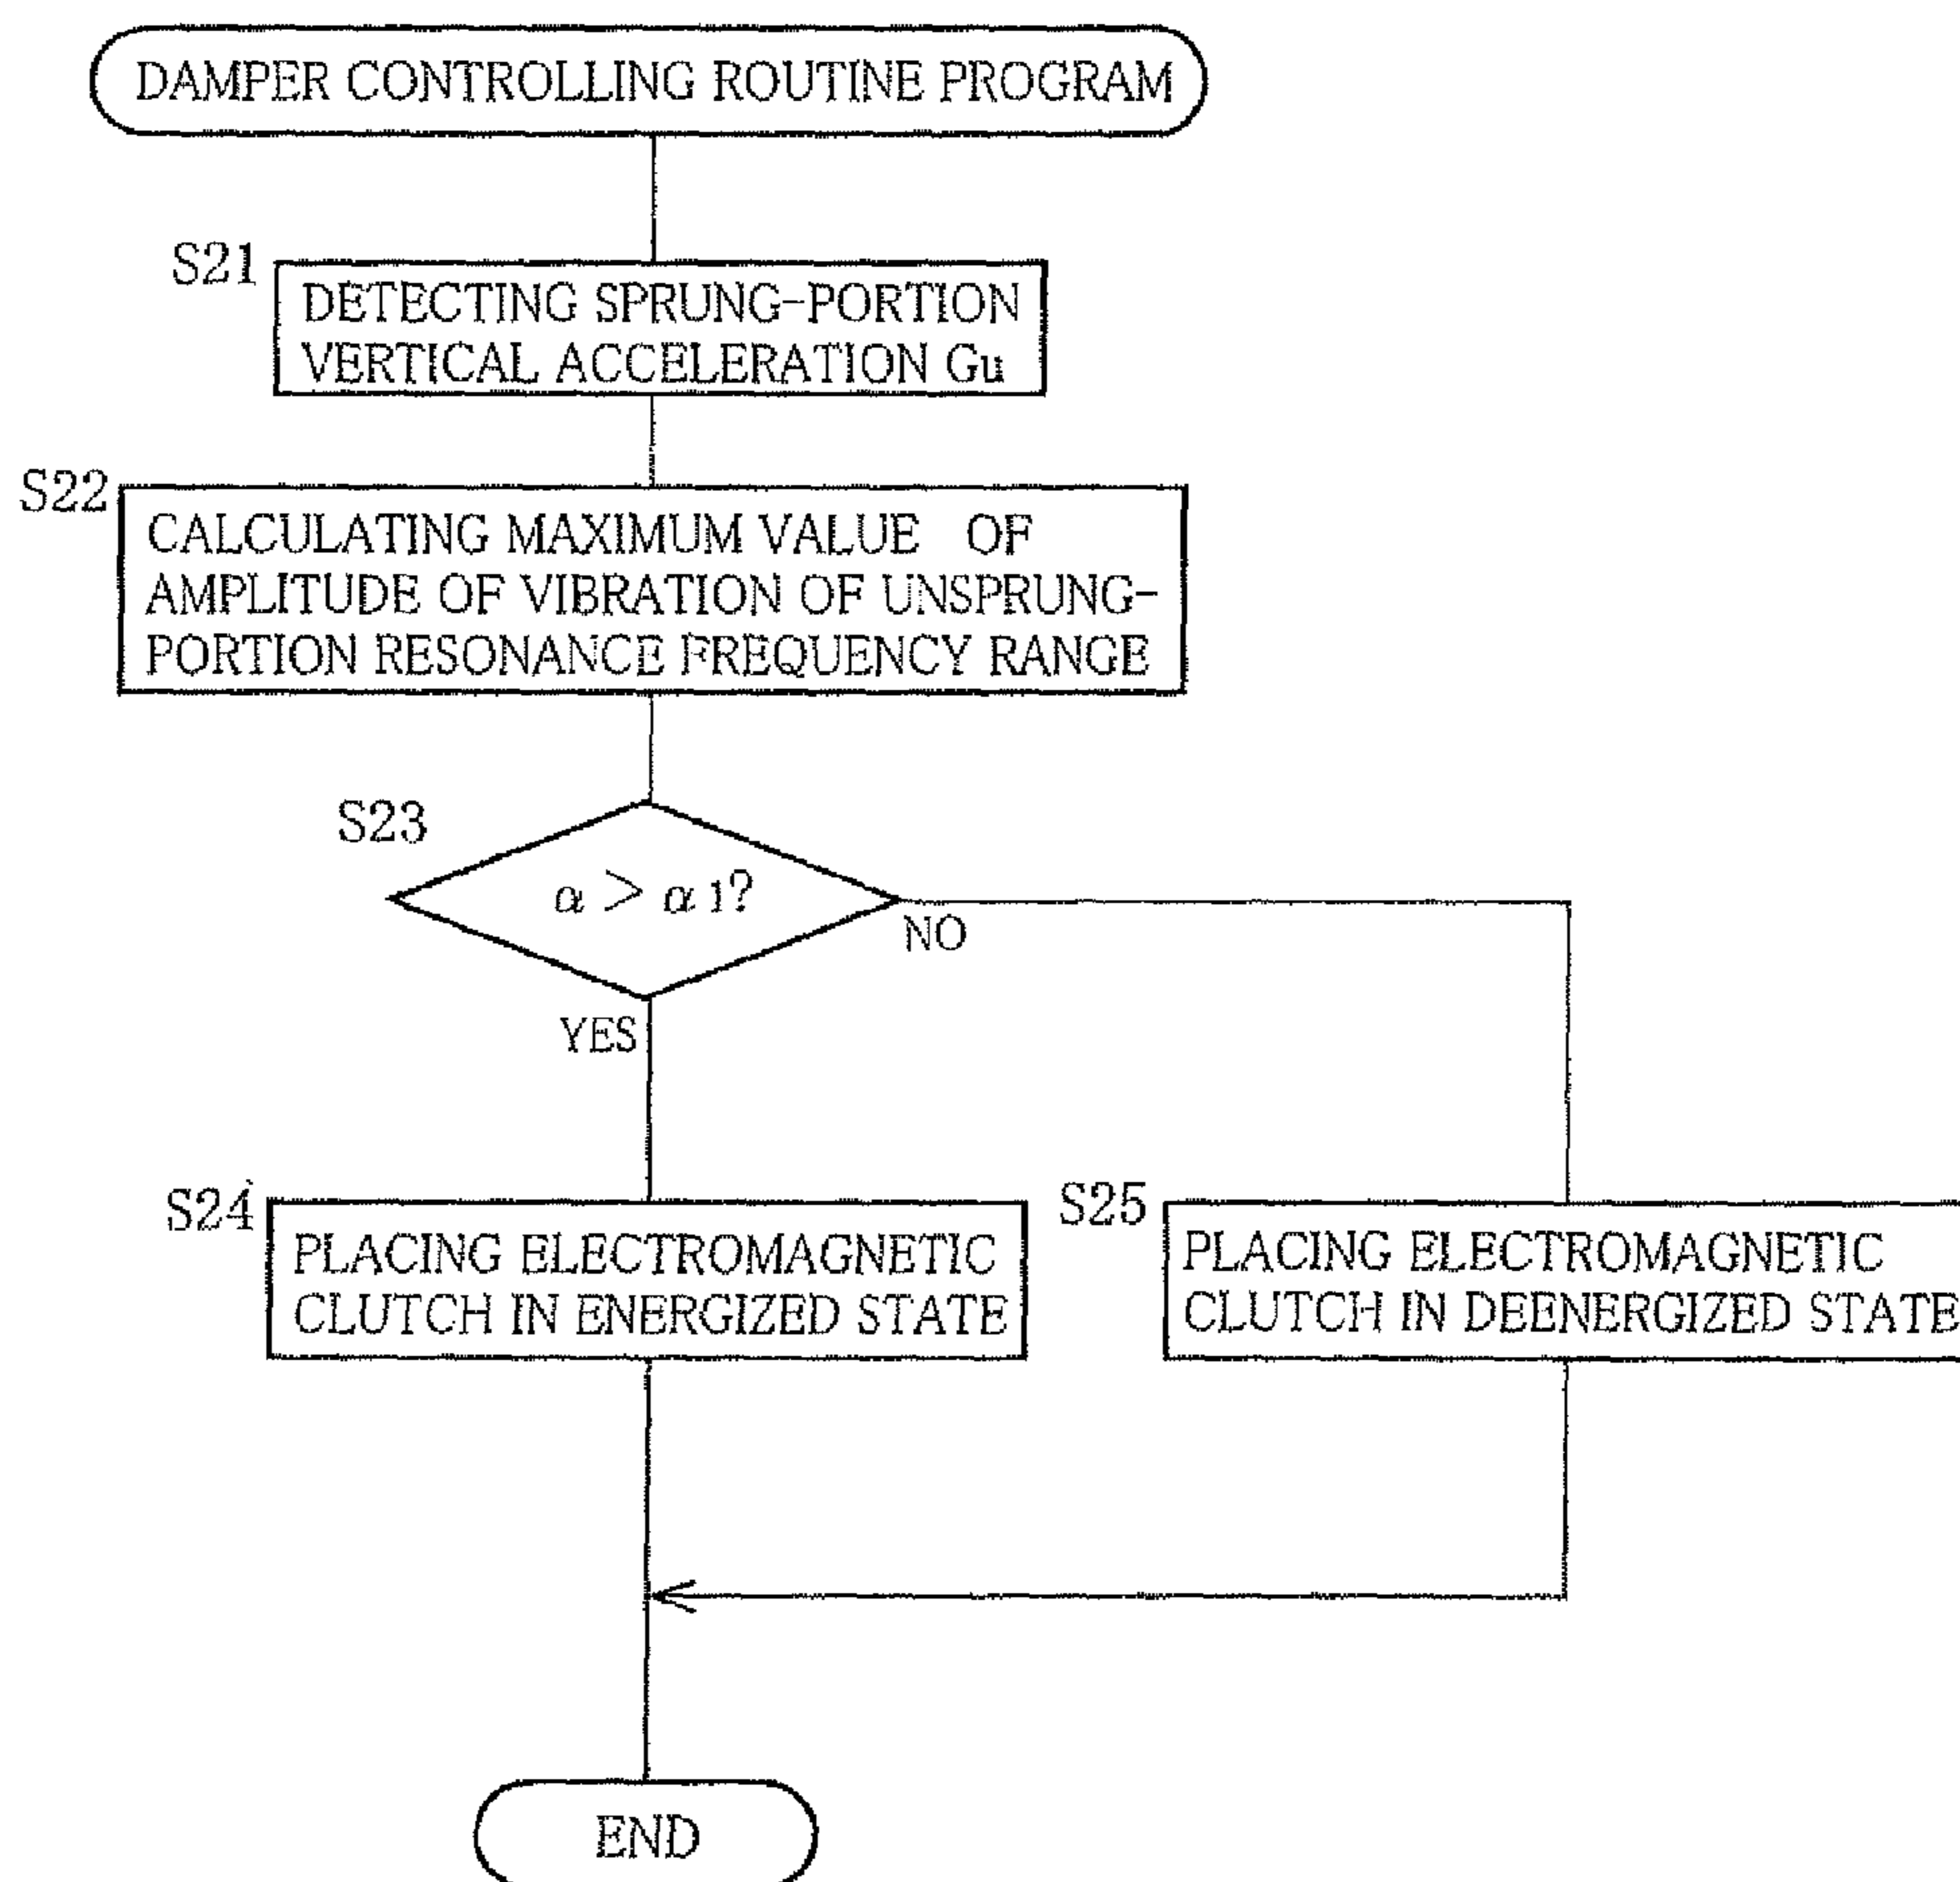 DAMPER CONTROLLING ROUTINE PROGRAM
S21
DETECTING SPRUNG-PORTION
VERTICAL ACCELERATION Gu
S22
CALCULATING MAXIMUM VALUE OF
AMPLITUDE OF VIBRATION OF UNSPRUNG-
PORTION RESONANCE FREQUENCY RANGE
S23
α > α1?
NO
YES
S24
PLACING ELECTROMAGNETIC
CLUTCH IN ENERGIZED STATE
S25
PLACING ELECTROMAGNETIC
CLUTCH IN DEENERGIZED STATE
END